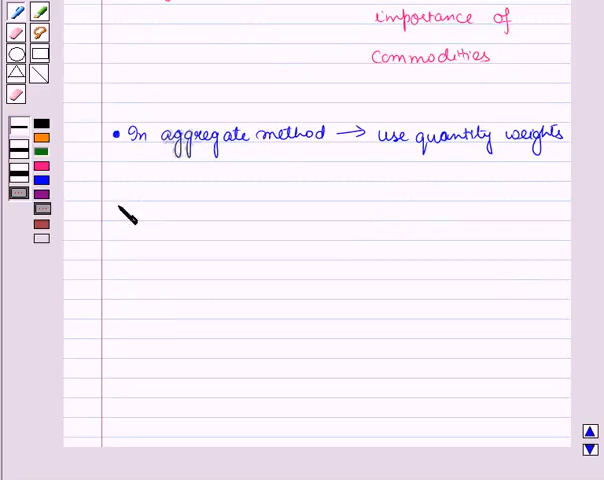 importance of
commodities
• In aggregate method → use quantity weights